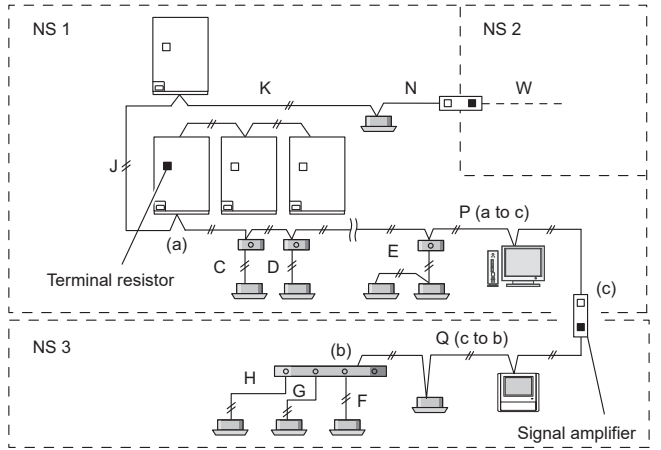 NS 1
NS 2
K
N
W
J
(a)
P (a to c)
Terminal resistor
C
D
E
(c)
NS 3
(b)
Q (c to b)
H
G
F
Signal amplifier